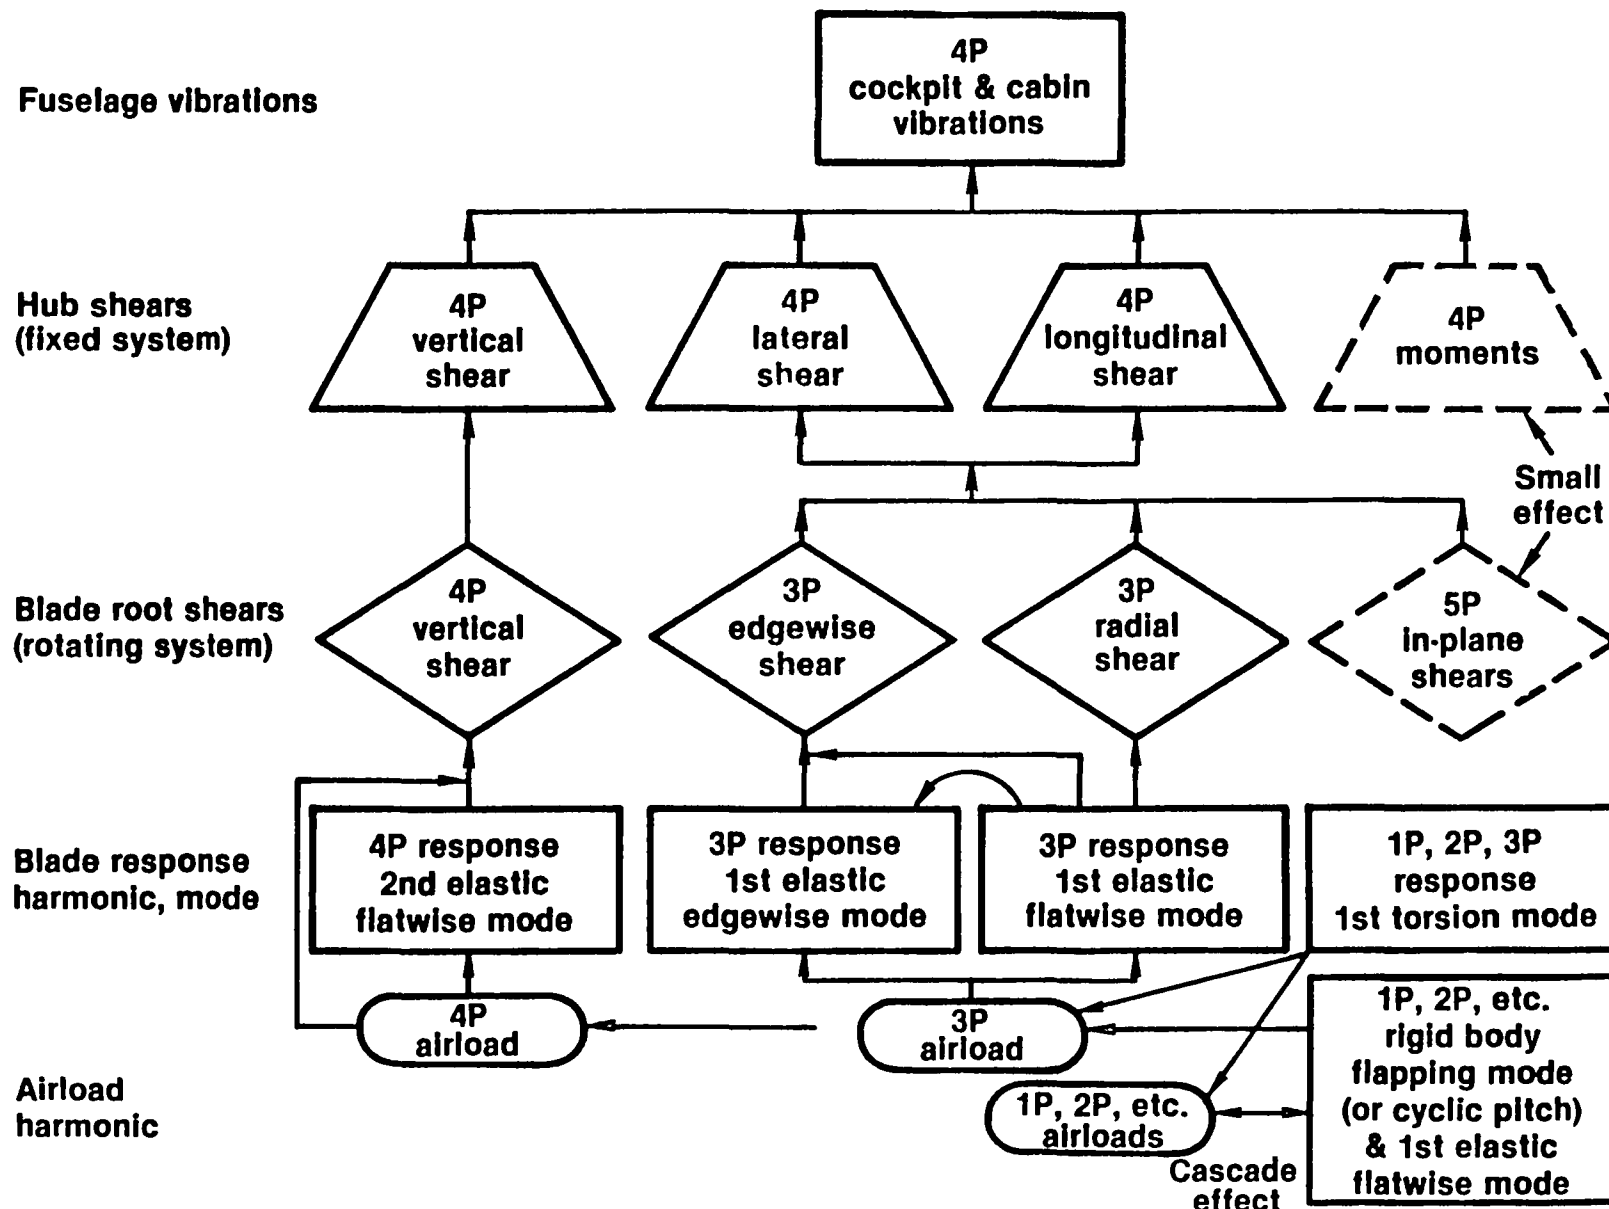 4P
cockpit & cabin
vibrations
Fuselage vibrations
Hub shears
(fixed system)
4P
vertical
shear
4P
lateral
shear
4P
longitudinal
shear
4P
moments
Small
effect
Blade root shears
(rotating system)
4P
vertical
shear
3P
edgewise
shear
3P
radial
shear
5P
in-plane
shears
Blade response
harmonic, mode
4P response
2nd elastic
flatwise mode
3P response
1st elastic
edgewise mode
3P response
1st elastic
flatwise mode
1P, 2P, 3P
response
1st torsion mode
4P
airload
3P
airload
1P, 2P, etc.
rigid body
flapping mode
(or cyclic pitch)
& 1st elastic
flatwise mode
Airload
harmonic
1P, 2P, etc.
airloads
Cascade
effect